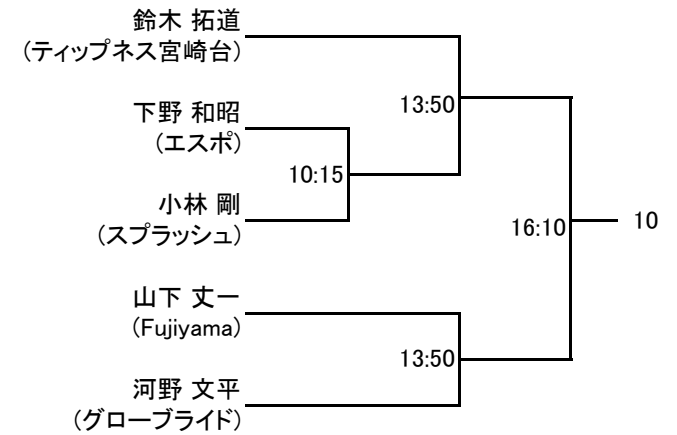 鈴木 拓道
(ティップネス宮崎台)
13:50
下野 和昭
(エスポ)
10:15
小林 剛
(スプラッシュ)
16:10
10
山下 丈一
(Fujiyama)
13:50
河野 文平
(グローブライド)